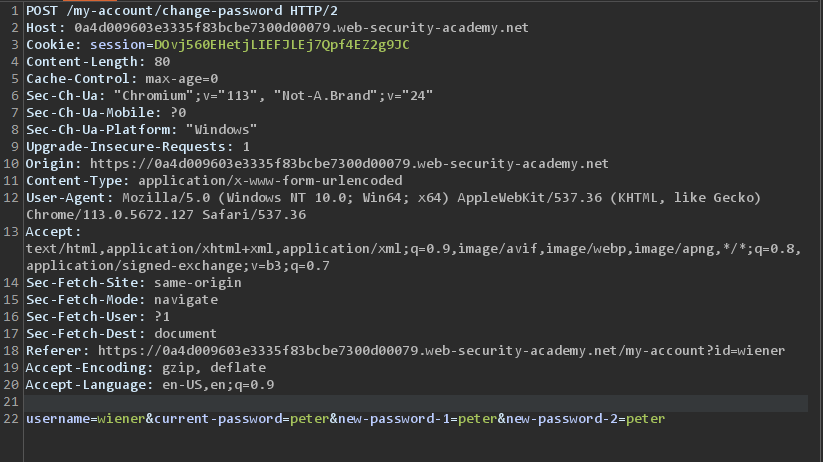 1 POST /my-account/change-password HTTP/2
2 Host: 0a4d009603e3335f83bcbe7300d00079.web-security-academy.net
3 Cookie: session=DOvj560EHetjLIEFJLEj7Qpf4EZ2g9JC
4 Content-Length: 80
5 Cache-Control: max-age=0
6 Sec-Ch-Ua: "Chromium";v="113", "Not-A.Brand";v="24"
7 Sec-Ch-Ua-Mobile: ?0
8 Sec-Ch-Ua-Platform: "Windows"
9 Upgrade-Insecure-Requests: 1
10 Origin: https://0a4d009603e3335f83bcbe7300d00079.web-security-academy.net
11 Content-Type: application/x-www-form-urlencoded
12 User-Agent: Mozilla/5.0 (Windows NT 10.0; Win64; x64) AppleWebKit/537.36 (KHTML, like Gecko)
Chrome/113.0.5672.127 Safari/537.36
13 Accept:
text/html,application/xhtml+xml,application/xml;q=0.9,image/avif,image/webp,image/apng,*/*;q=0.8,
application/signed-exchange;v=b3;q=0.7
14 Sec-Fetch-Site: same-origin
15 Sec-Fetch-Mode: navigate
16 Sec-Fetch-User: ?1
17 Sec-Fetch-Dest: document
18 Referer: https://0a4d009603e3335f83bcbe7300d00079.web-security-academy.net/my-account?id=wiener
19 Accept-Encoding: gzip, deflate
20 Accept-Language: en-US,en;q=0.9
21
22 username=wiener&current-password=peter&new-password-1=peter&new-password-2=peter